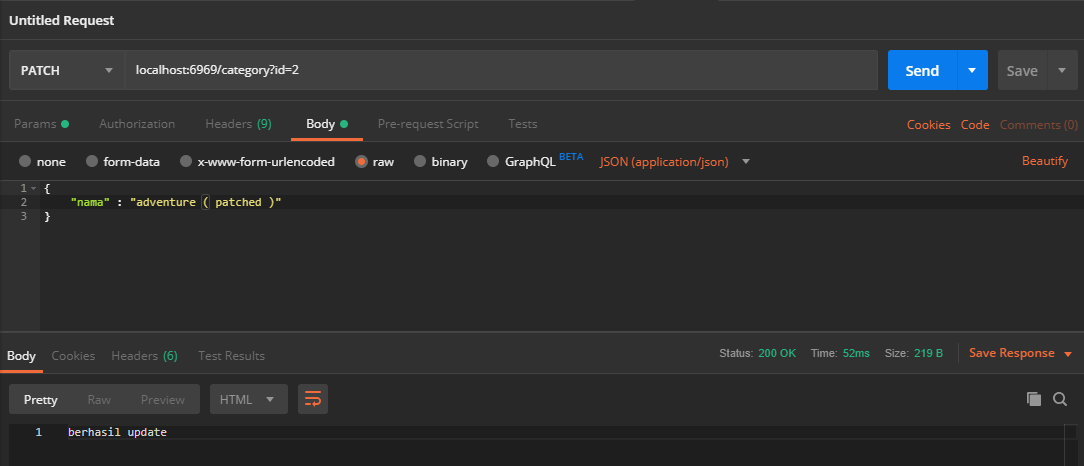 Untitled Request
PATCH localhost:6969/category?id=2 Send Save
Params Authorization Headers (9) Body Pre-request Script Tests Cookies Code Comments (0)
none form-data x-www-form-urlencoded raw binary GraphQL BETA JSON (application/json) Beautify
1 {
2 "nama" : "adventure ( patched )"
3 }
Body Cookies Headers (6) Test Results Status: 200 OK Time: 52ms Size: 219 B Save Response
Pretty Raw Preview HTML
1 berhasil update